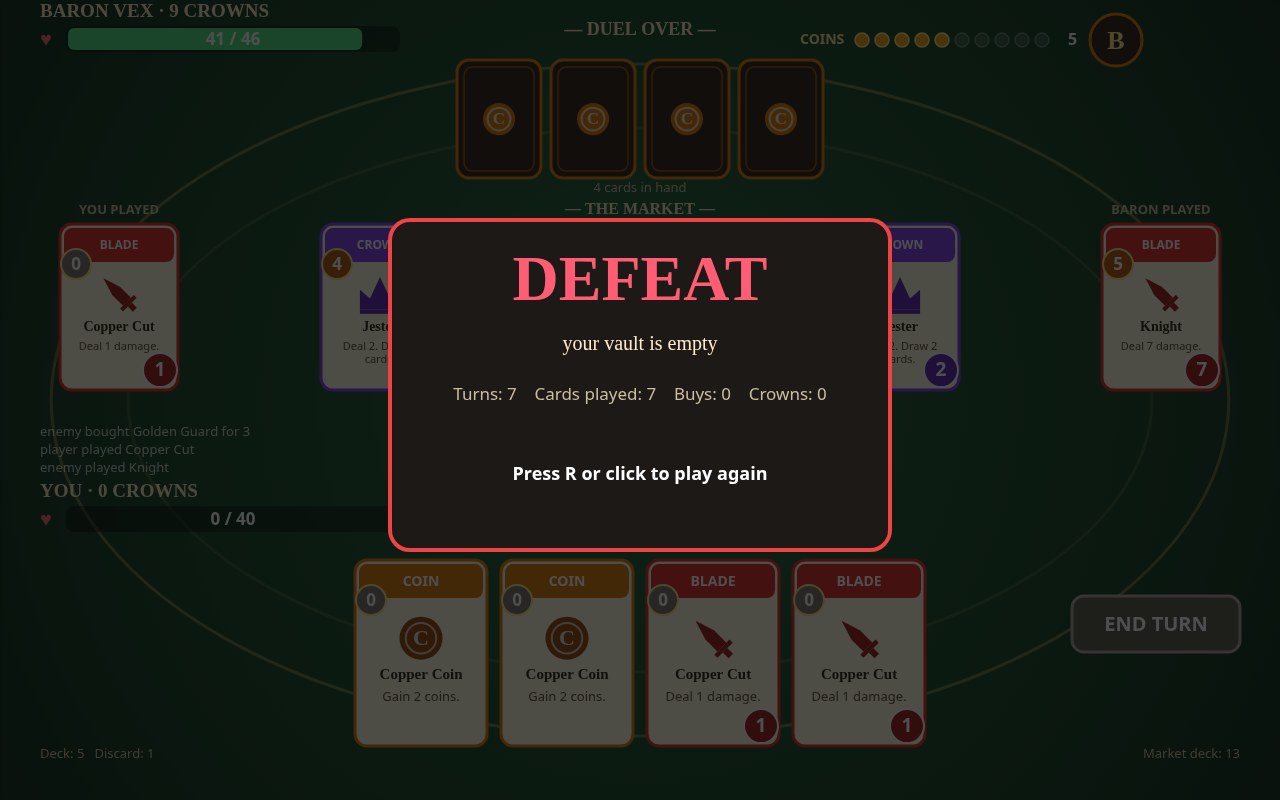 BARON VEX · 9 CROWNS
♥ 41 / 46
— DUEL OVER —
COINS 5 B
C C C C
4 cards in hand
YOU PLAYED
— THE MARKET —
BARON PLAYED
BLADE
0
Copper Cut
Deal 1 damage.
1
4
2
BLADE
5
Knight
Deal 7 damage.
7
DEFEAT
your vault is empty
Turns: 7 Cards played: 7 Buys: 0 Crowns: 0
Press R or click to play again
enemy bought Golden Guard for 3
player played Copper Cut
enemy played Knight
YOU · 0 CROWNS
♥ 0 / 40
COIN
0
C
Copper Coin
Gain 2 coins.
COIN
0
C
Copper Coin
Gain 2 coins.
BLADE
0
Copper Cut
Deal 1 damage.
1
BLADE
0
Copper Cut
Deal 1 damage.
1
END TURN
Deck: 5 Discard: 1
Market deck: 13